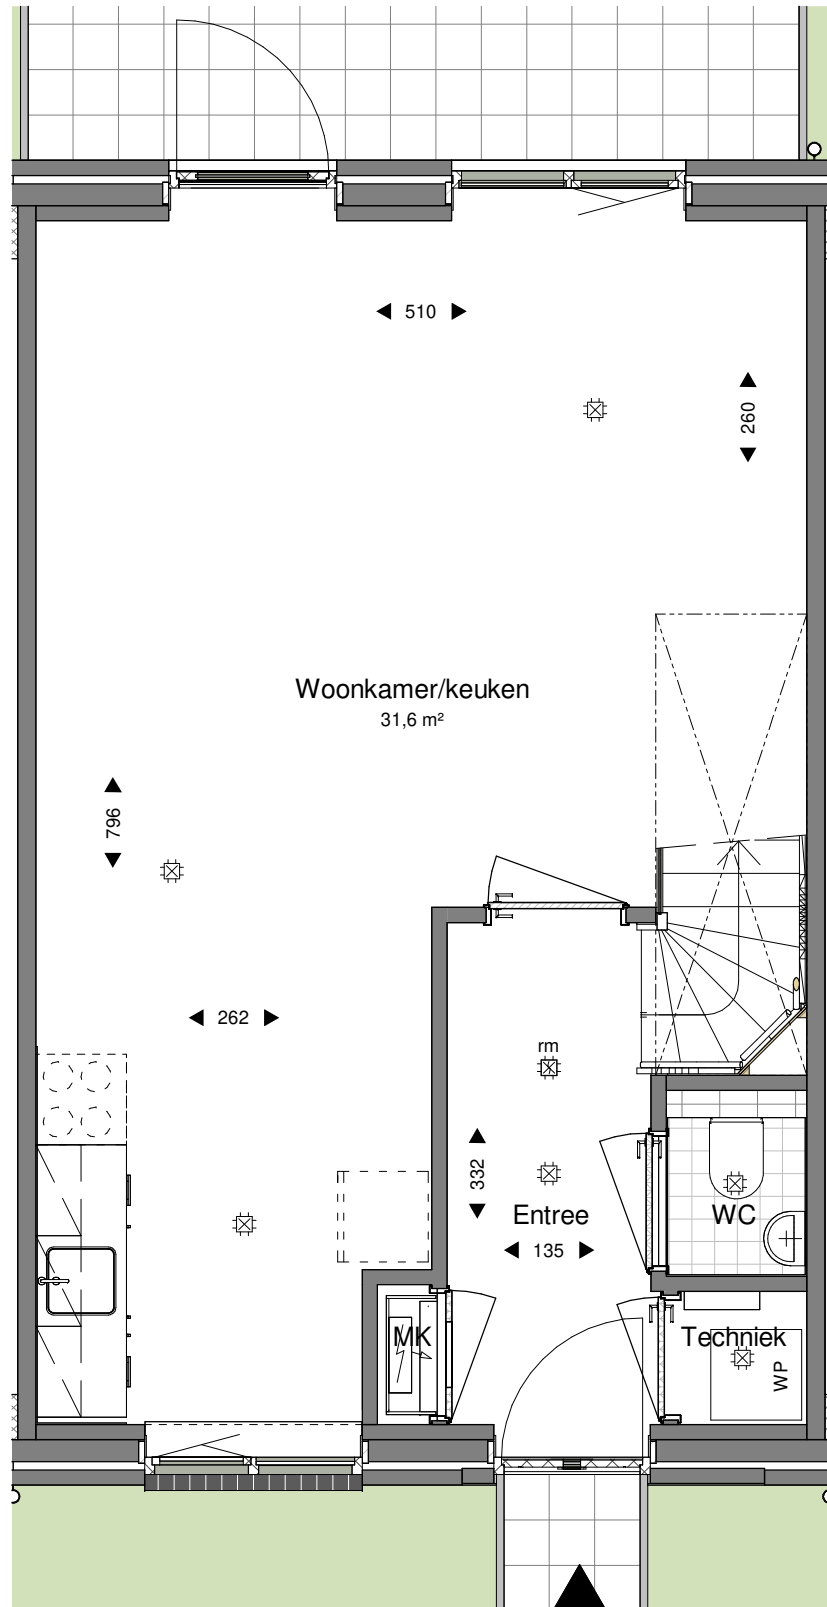 510
260
Woonkamer/keuken
31,6 m²
796
262
rm
332
Entree
135
WC
MK
Techniek
WP